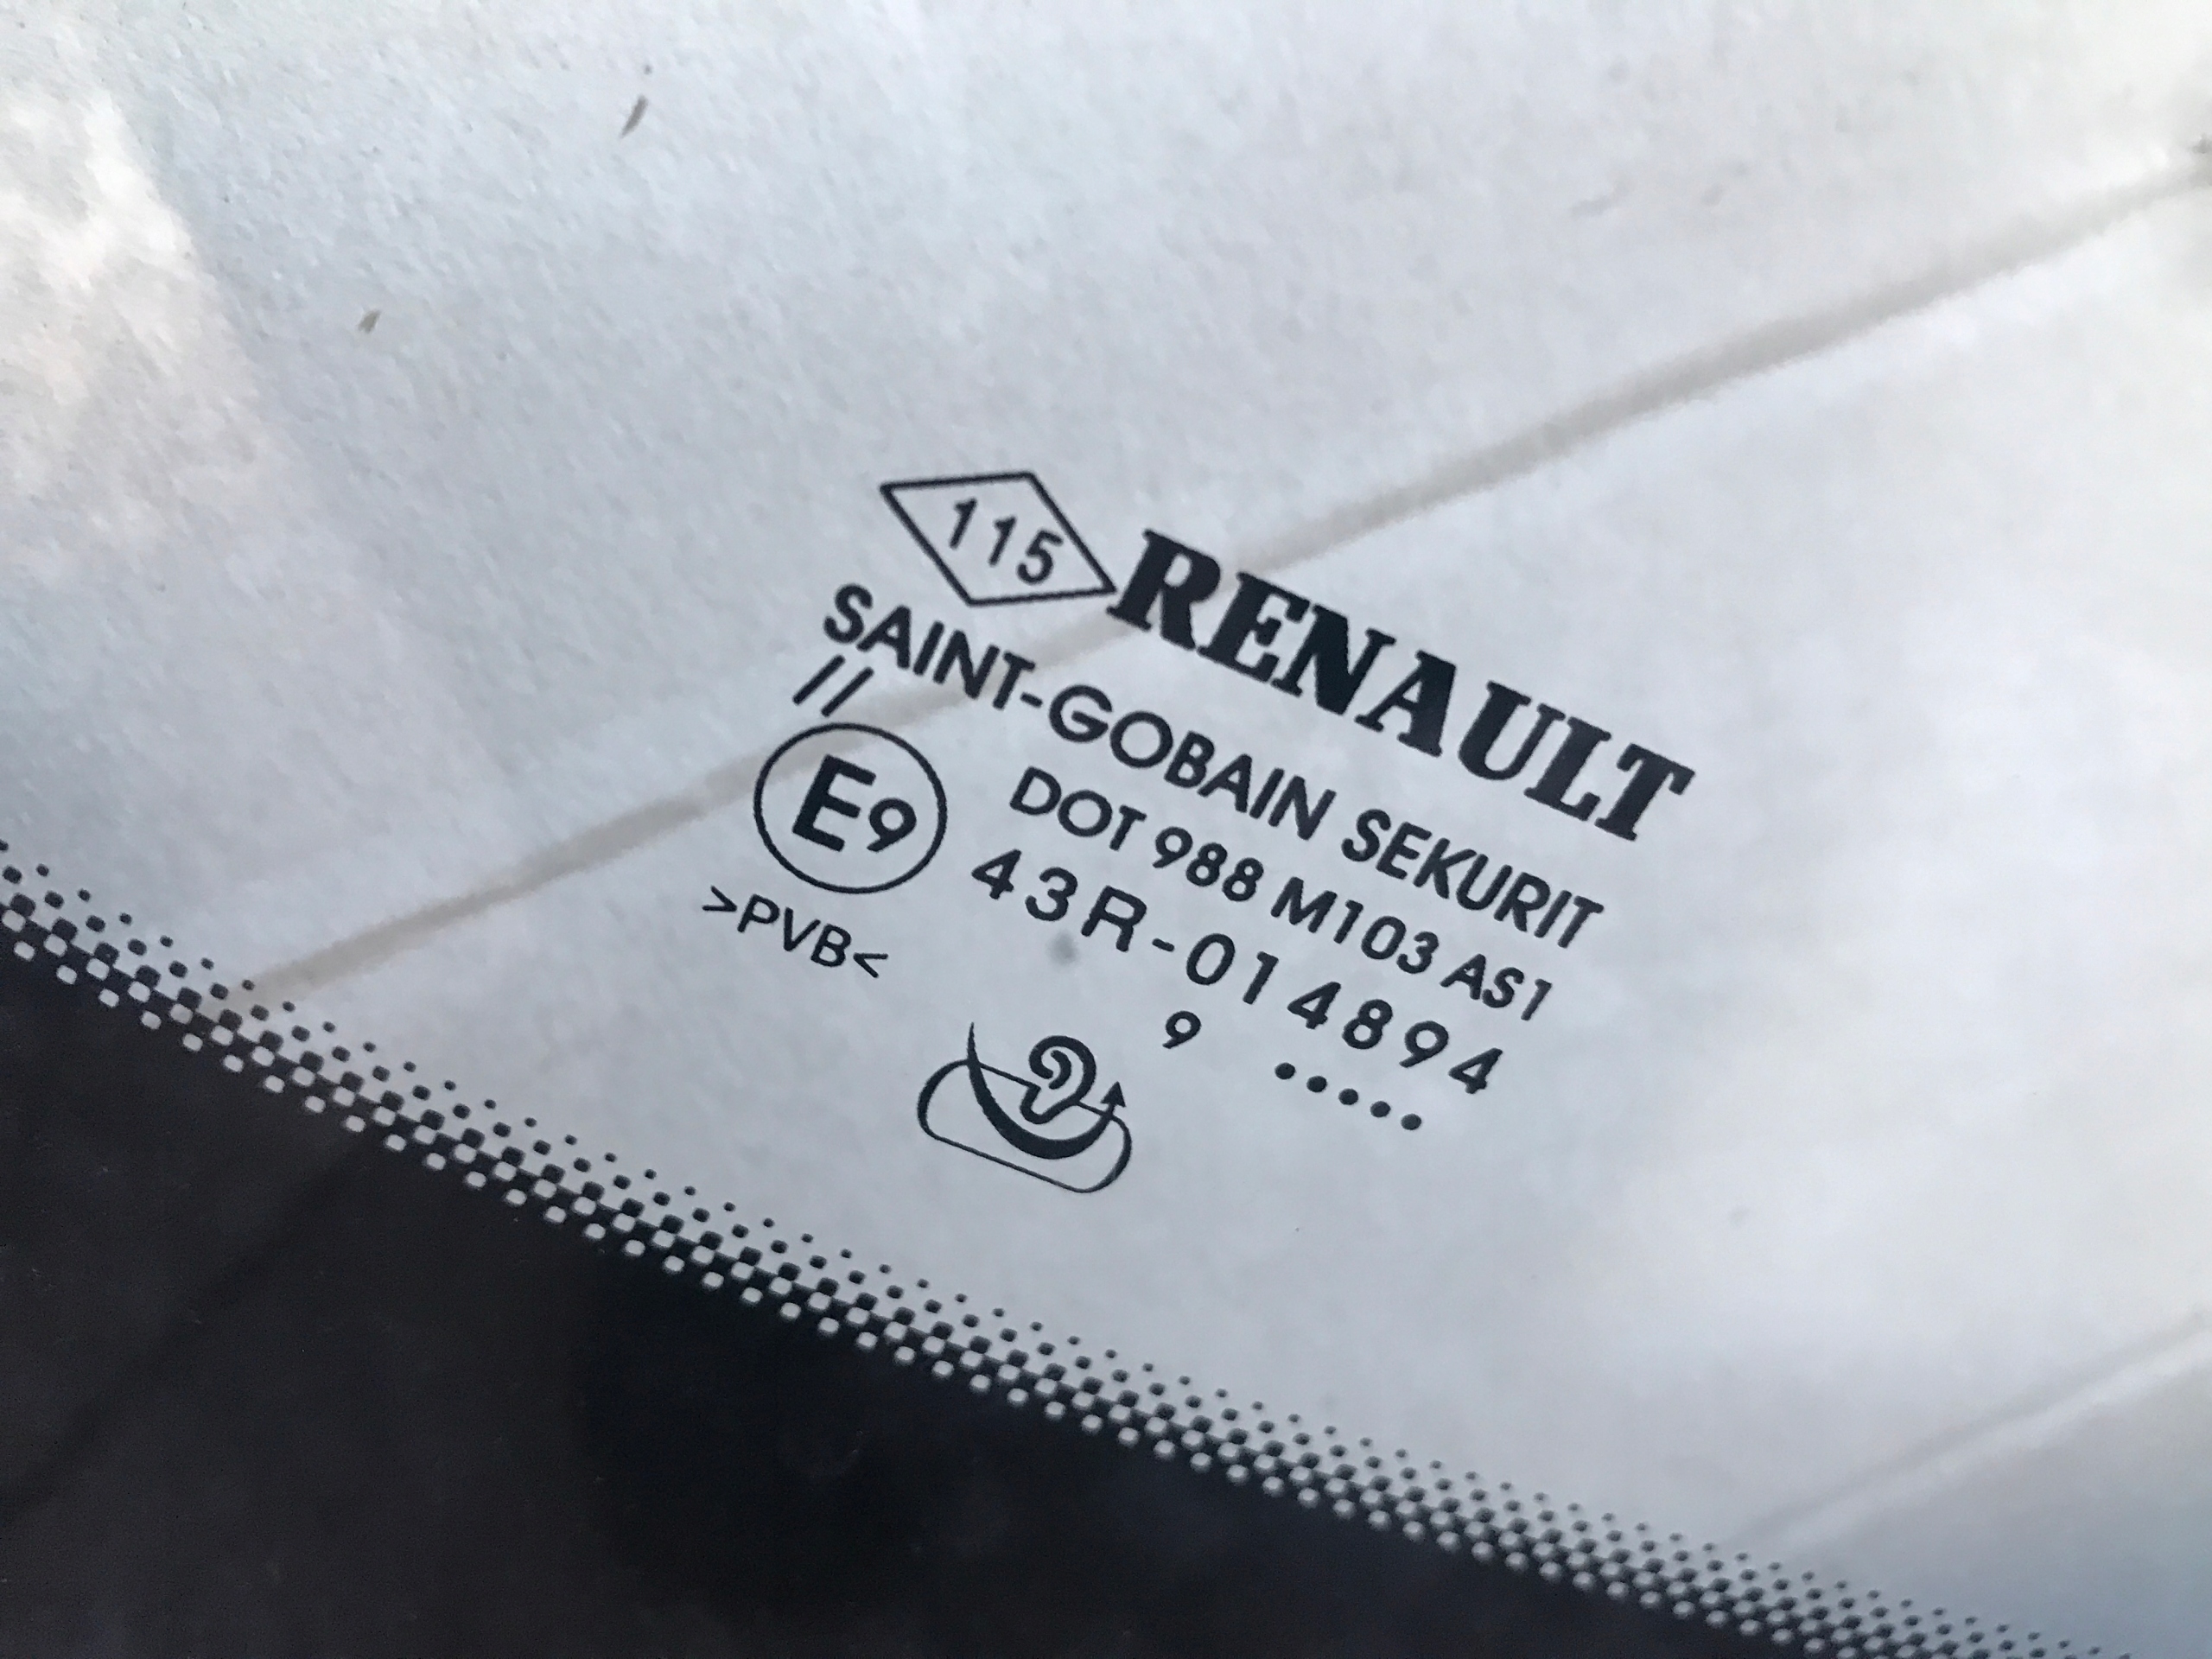 115 RENAULT
SAINT-GOBAIN SEKURIT
//
DOT 988 M103 AS1
E9 43R-014894
>PVB<
9 .....